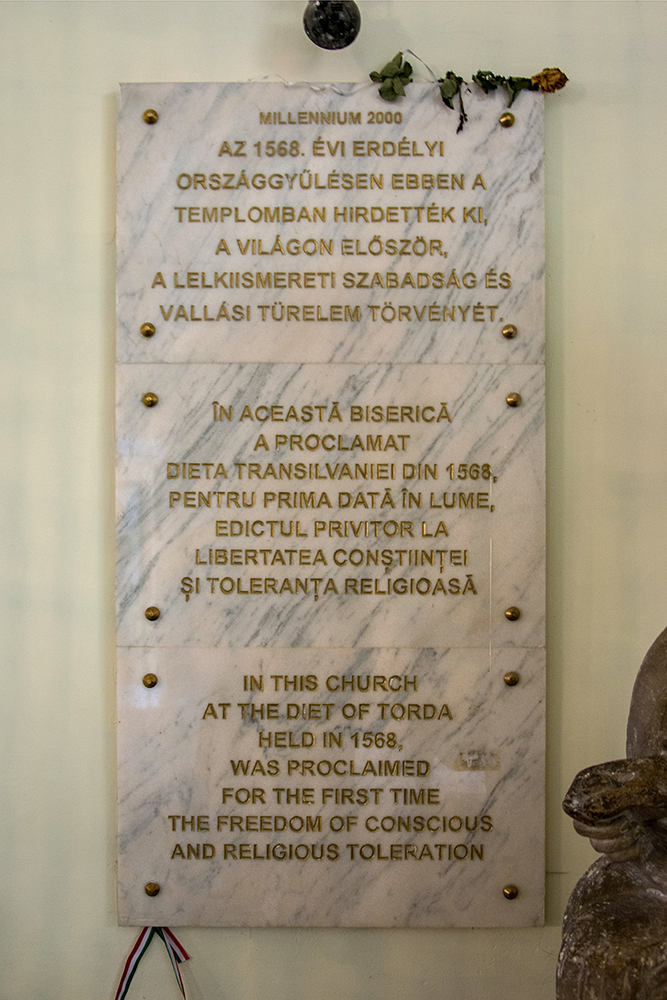 MILLENNIUM 2000
AZ 1568. ÉVI ERDÉLYI
ORSZÁGGYŰLÉSEN EBBEN A
TEMPLOMBAN HIRDETTÉK KI,
A VILÁGON ELŐSZÖR,
A LELKIISMERETI SZABADSÁG ÉS
VALLÁSI TÜRELEM TÖRVÉNYÉT.
ÎN ACEASTĂ BISERICĂ
A PROCLAMAT
DIETA TRANSILVANIEI DIN 1568,
PENTRU PRIMA DATĂ ÎN LUME,
EDICTUL PRIVITOR LA
LIBERTATEA CONȘTIINȚEI
ȘI TOLERANȚA RELIGIOASĂ
IN THIS CHURCH
AT THE DIET OF TORDA
HELD IN 1568,
WAS PROCLAIMED
FOR THE FIRST TIME
THE FREEDOM OF CONSCIOUS
AND RELIGIOUS TOLERATION